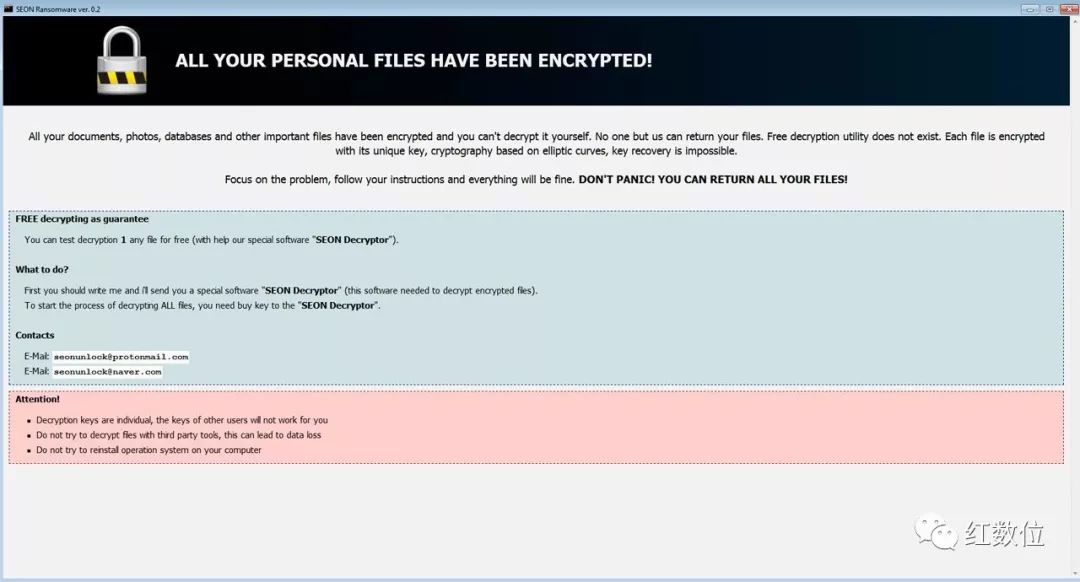 SEON Ransomware ver. 0.2
ALL YOUR PERSONAL FILES HAVE BEEN ENCRYPTED!
All your documents, photos, databases and other important files have been encrypted and you can't decrypt it yourself. No one but us can return your files. Free decryption utility does not exist. Each file is encrypted
with its unique key, cryptography based on elliptic curves, key recovery is impossible.
Focus on the problem, follow your instructions and everything will be fine. DON'T PANIC! YOU CAN RETURN ALL YOUR FILES!
FREE decrypting as guarantee
You can test decryption 1 any file for free (with help our special software "SEON Decryptor").
What to do?
First you should write me and i'll send you a special software "SEON Decryptor" (this software needed to decrypt encrypted files).
To start the process of decrypting ALL files, you need buy key to the "SEON Decryptor".
Contacts
E-Mail: seonunlock@protonmail.com
E-Mail: seonunlock@naver.com
Attention!
▪ Decryption keys are individual, the keys of other users will not work for you
▪ Do not try to decrypt files with third party tools, this can lead to data loss
▪ Do not try to reinstall operation system on your computer
红数位